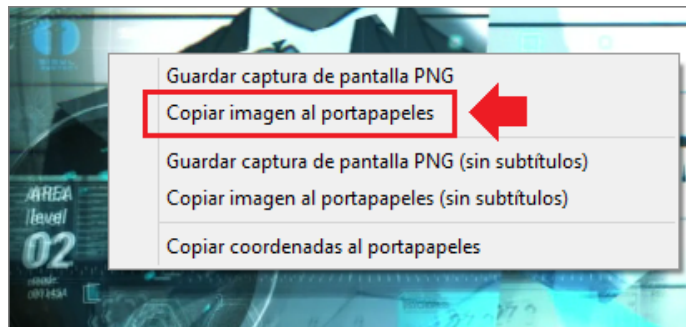 Guardar captura de pantalla PNG
Copiar imagen al portapapeles
Guardar captura de pantalla PNG (sin subtítulos)
Copiar imagen al portapapeles (sin subtítulos)
Copiar coordenadas al portapapeles
AREA
level
02